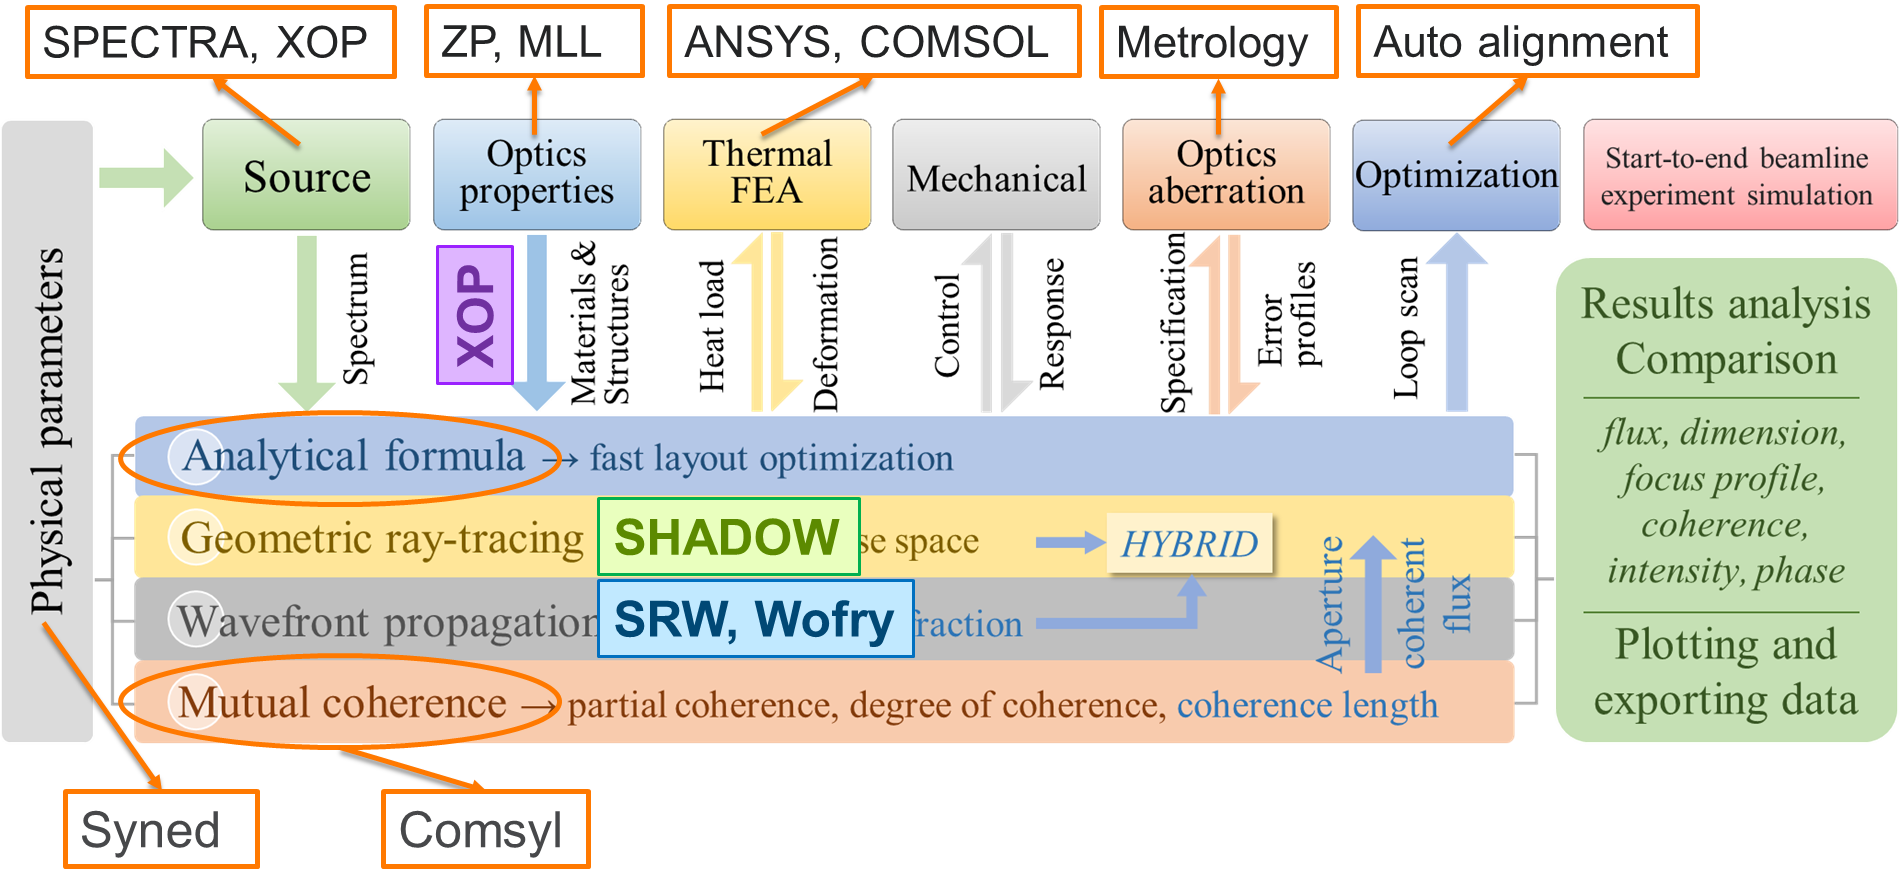 SPECTRA, XOP
ZP, MLL
ANSYS, COMSOL
Metrology
Auto alignment
Physical parameters
Source
Optics
properties
Thermal
FEA
Mechanical
Optics
aberration
Optimization
Start-to-end beamline
experiment simulation
Spectrum
XOP
Materials &
Structures
Heat load
Deformation
Control
Response
Specification
Error
profiles
Loop scan
Analytical formula → fast layout optimization
Geometric ray-tracing
SHADOW
se space
HYBRID
Wavefront propagation
SRW, Wofry
fraction
Aperture
coherent
flux
Mutual coherence → partial coherence, degree of coherence, coherence length
Results analysis
Comparison
flux, dimension,
focus profile,
coherence,
intensity, phase
Plotting and
exporting data
Syned
Comsyl